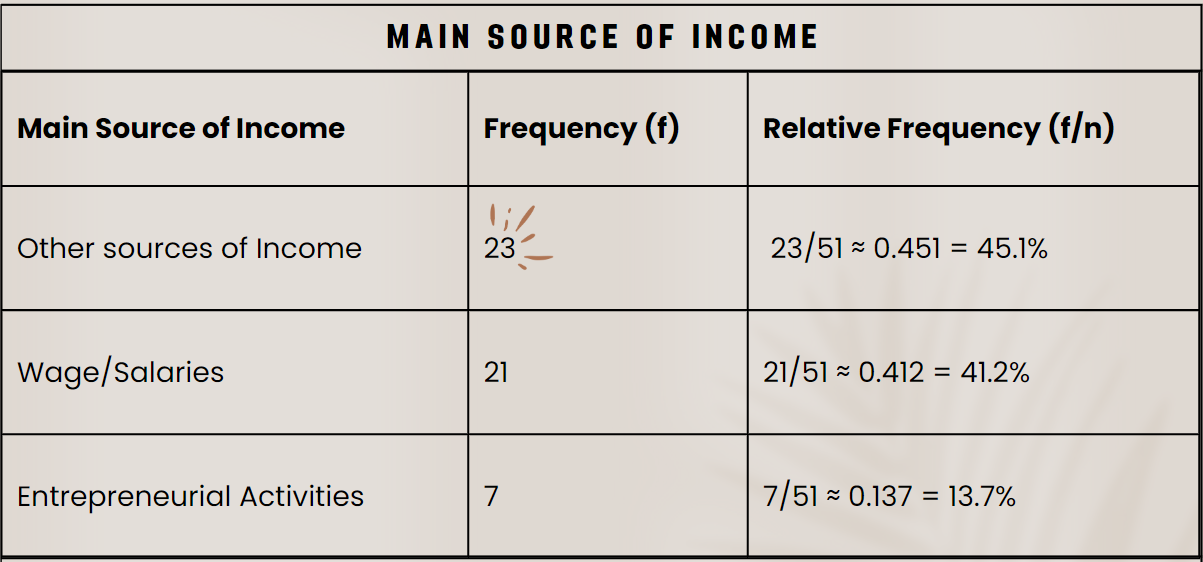 MAIN SOURCE OF INCOME
Main Source of Income Frequency (f) Relative Frequency (f/n)
Other sources of Income 23 23/51 ≈ 0.451 = 45.1%
Wage/Salaries 21 21/51 ≈ 0.412 = 41.2%
Entrepreneurial Activities 7 7/51 ≈ 0.137 = 13.7%